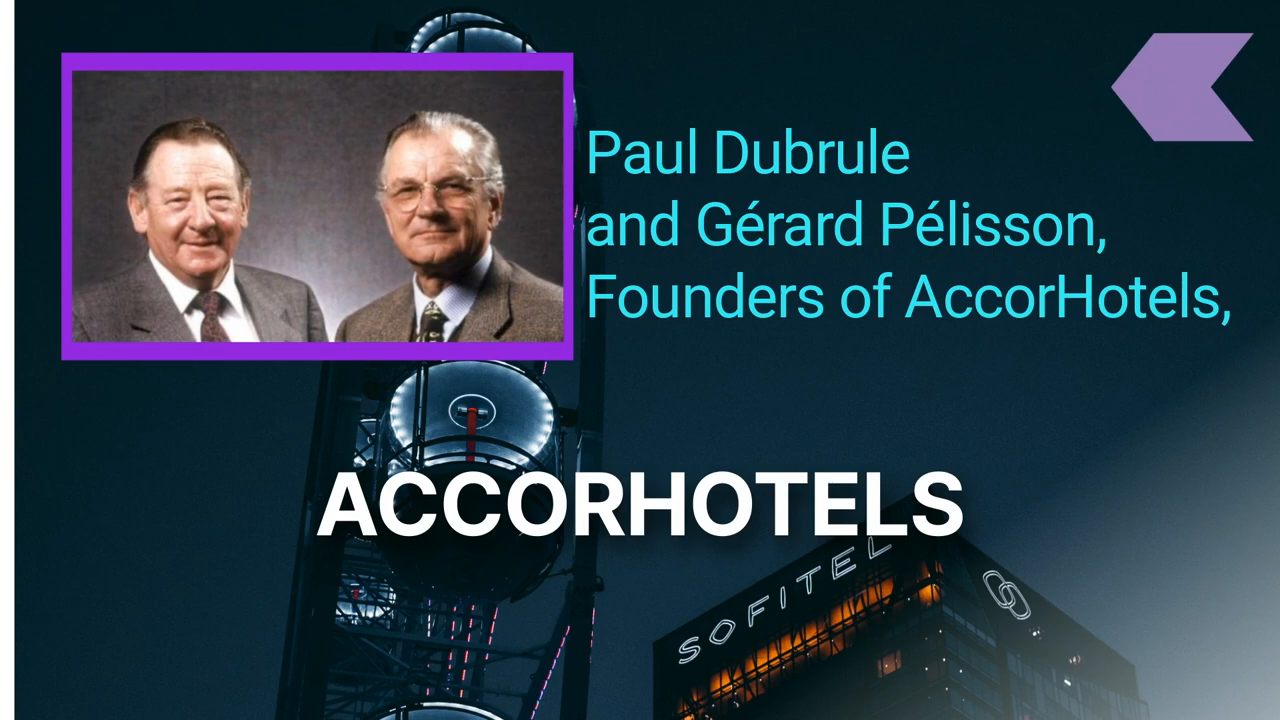 Paul Dubrule
and Gérard Pélisson,
Founders of AccorHotels,
ACCORHOTELS
SOFITEL